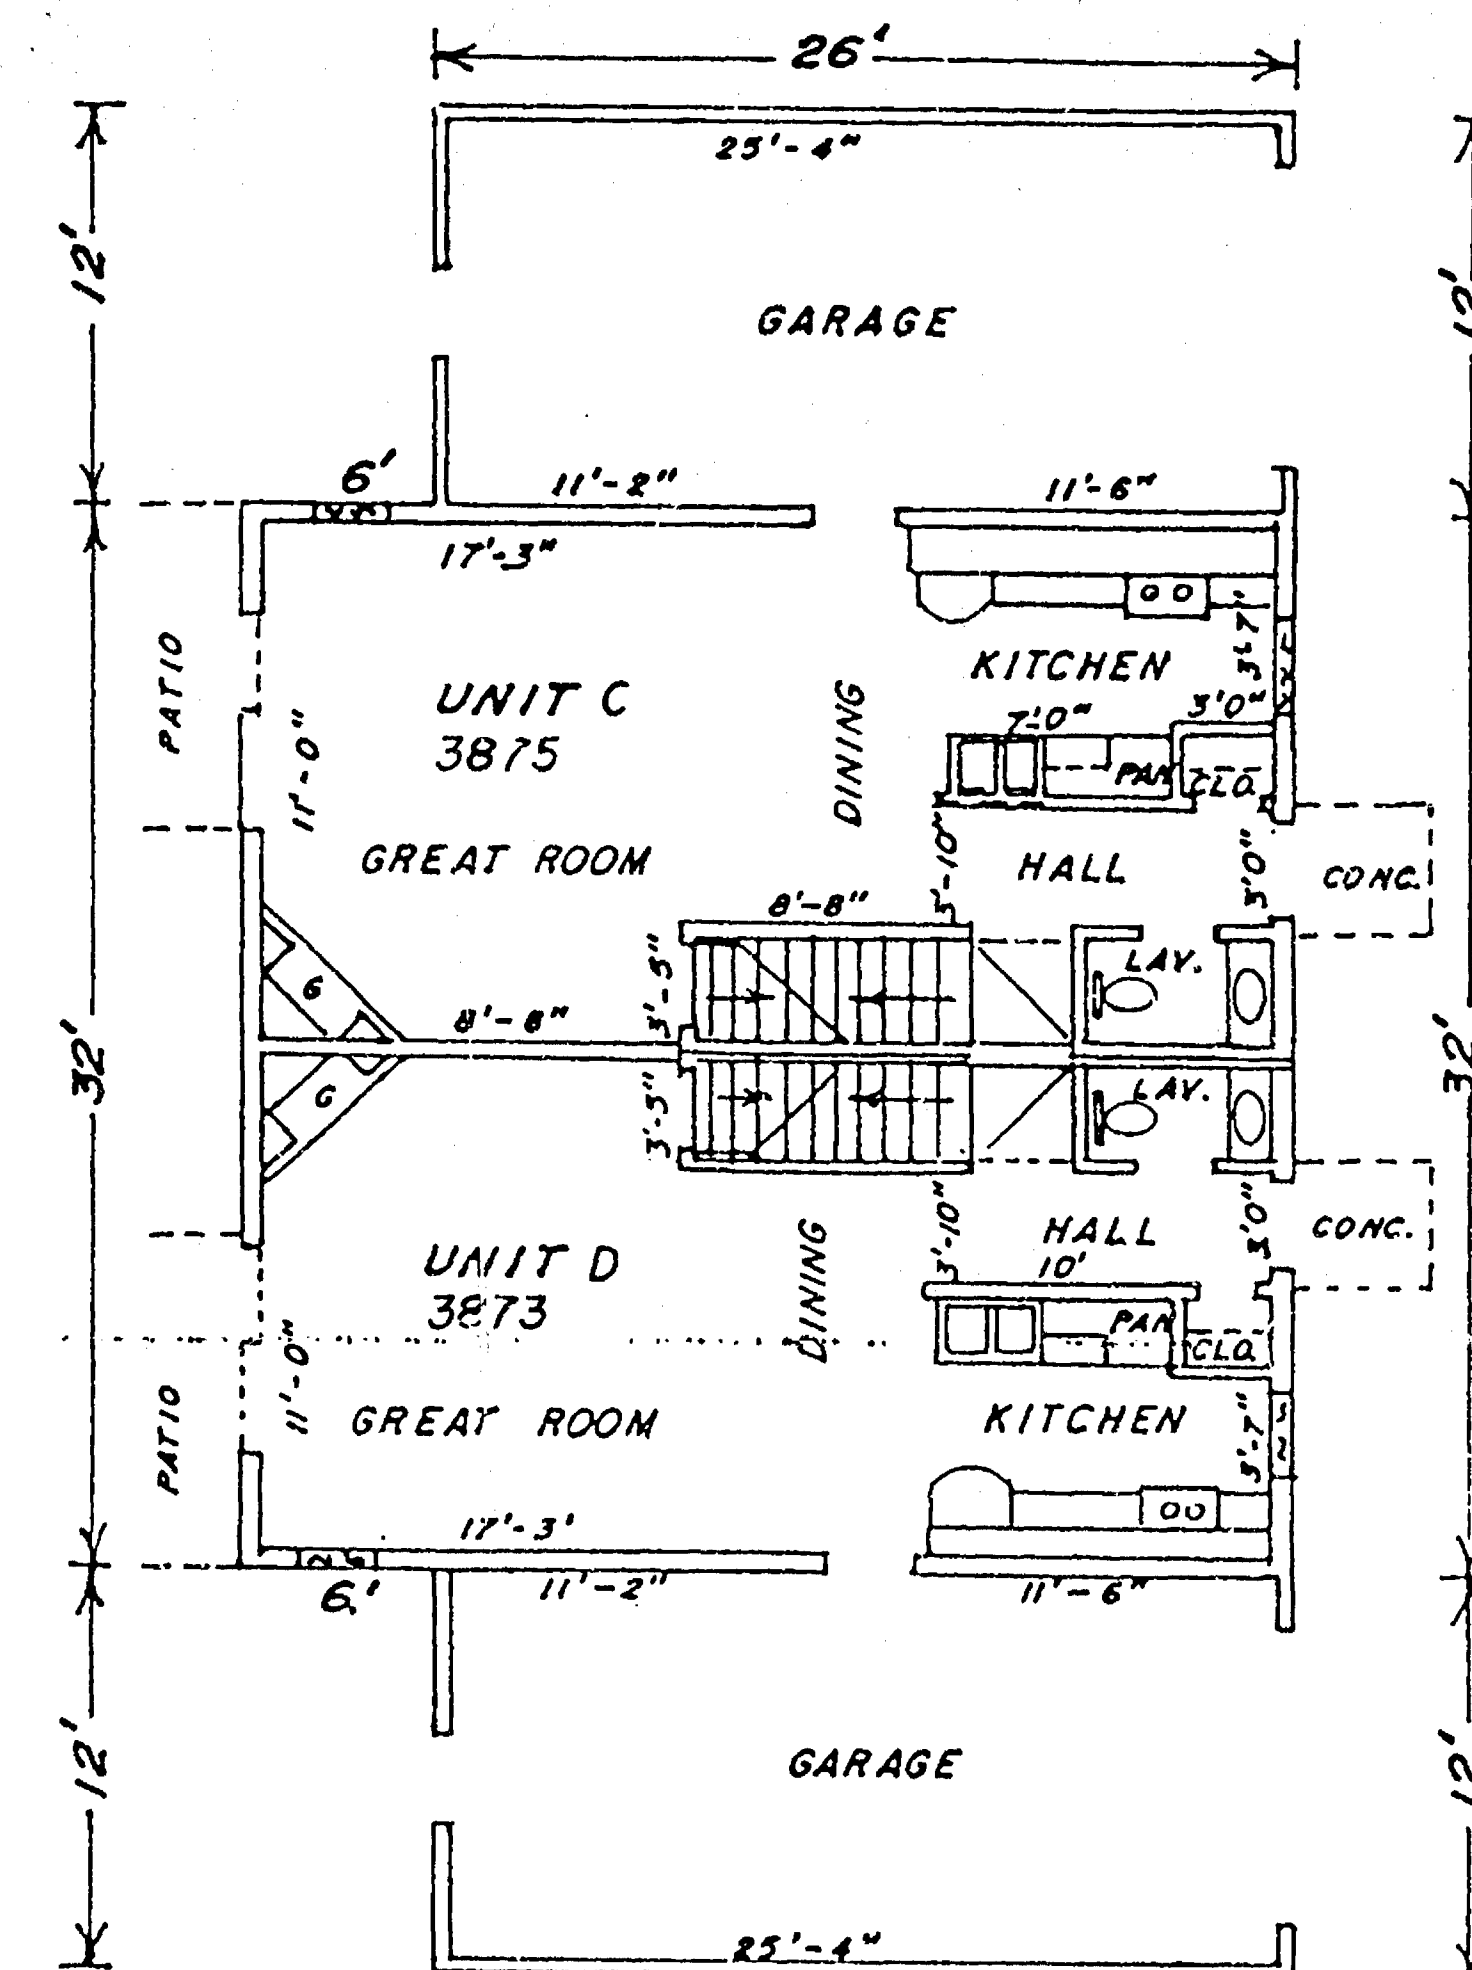 26'
25'-4"
12'
12'
GARAGE
6'
11'-2"
11'-6"
17'-3"
3'-7"
KITCHEN
PATIO
UNIT C
3875
DINING
7'-0"
3'0"
11'-0"
PAN
CLO.
GREAT ROOM
3'-10"
HALL
3'0"
CONC.
8'-8"
3'-5"
LAV.
G
8'-8"
32'
32'
G
3'-5"
LAV.
3'-10"
HALL
3'0"
CONC.
10'
UNIT D
3873
DINING
PAN
CLO.
11'-0"
PATIO
GREAT ROOM
KITCHEN
3'-7"
17'-3'
6'
11'-2"
11'-6"
12'
12'
GARAGE
25'-4"